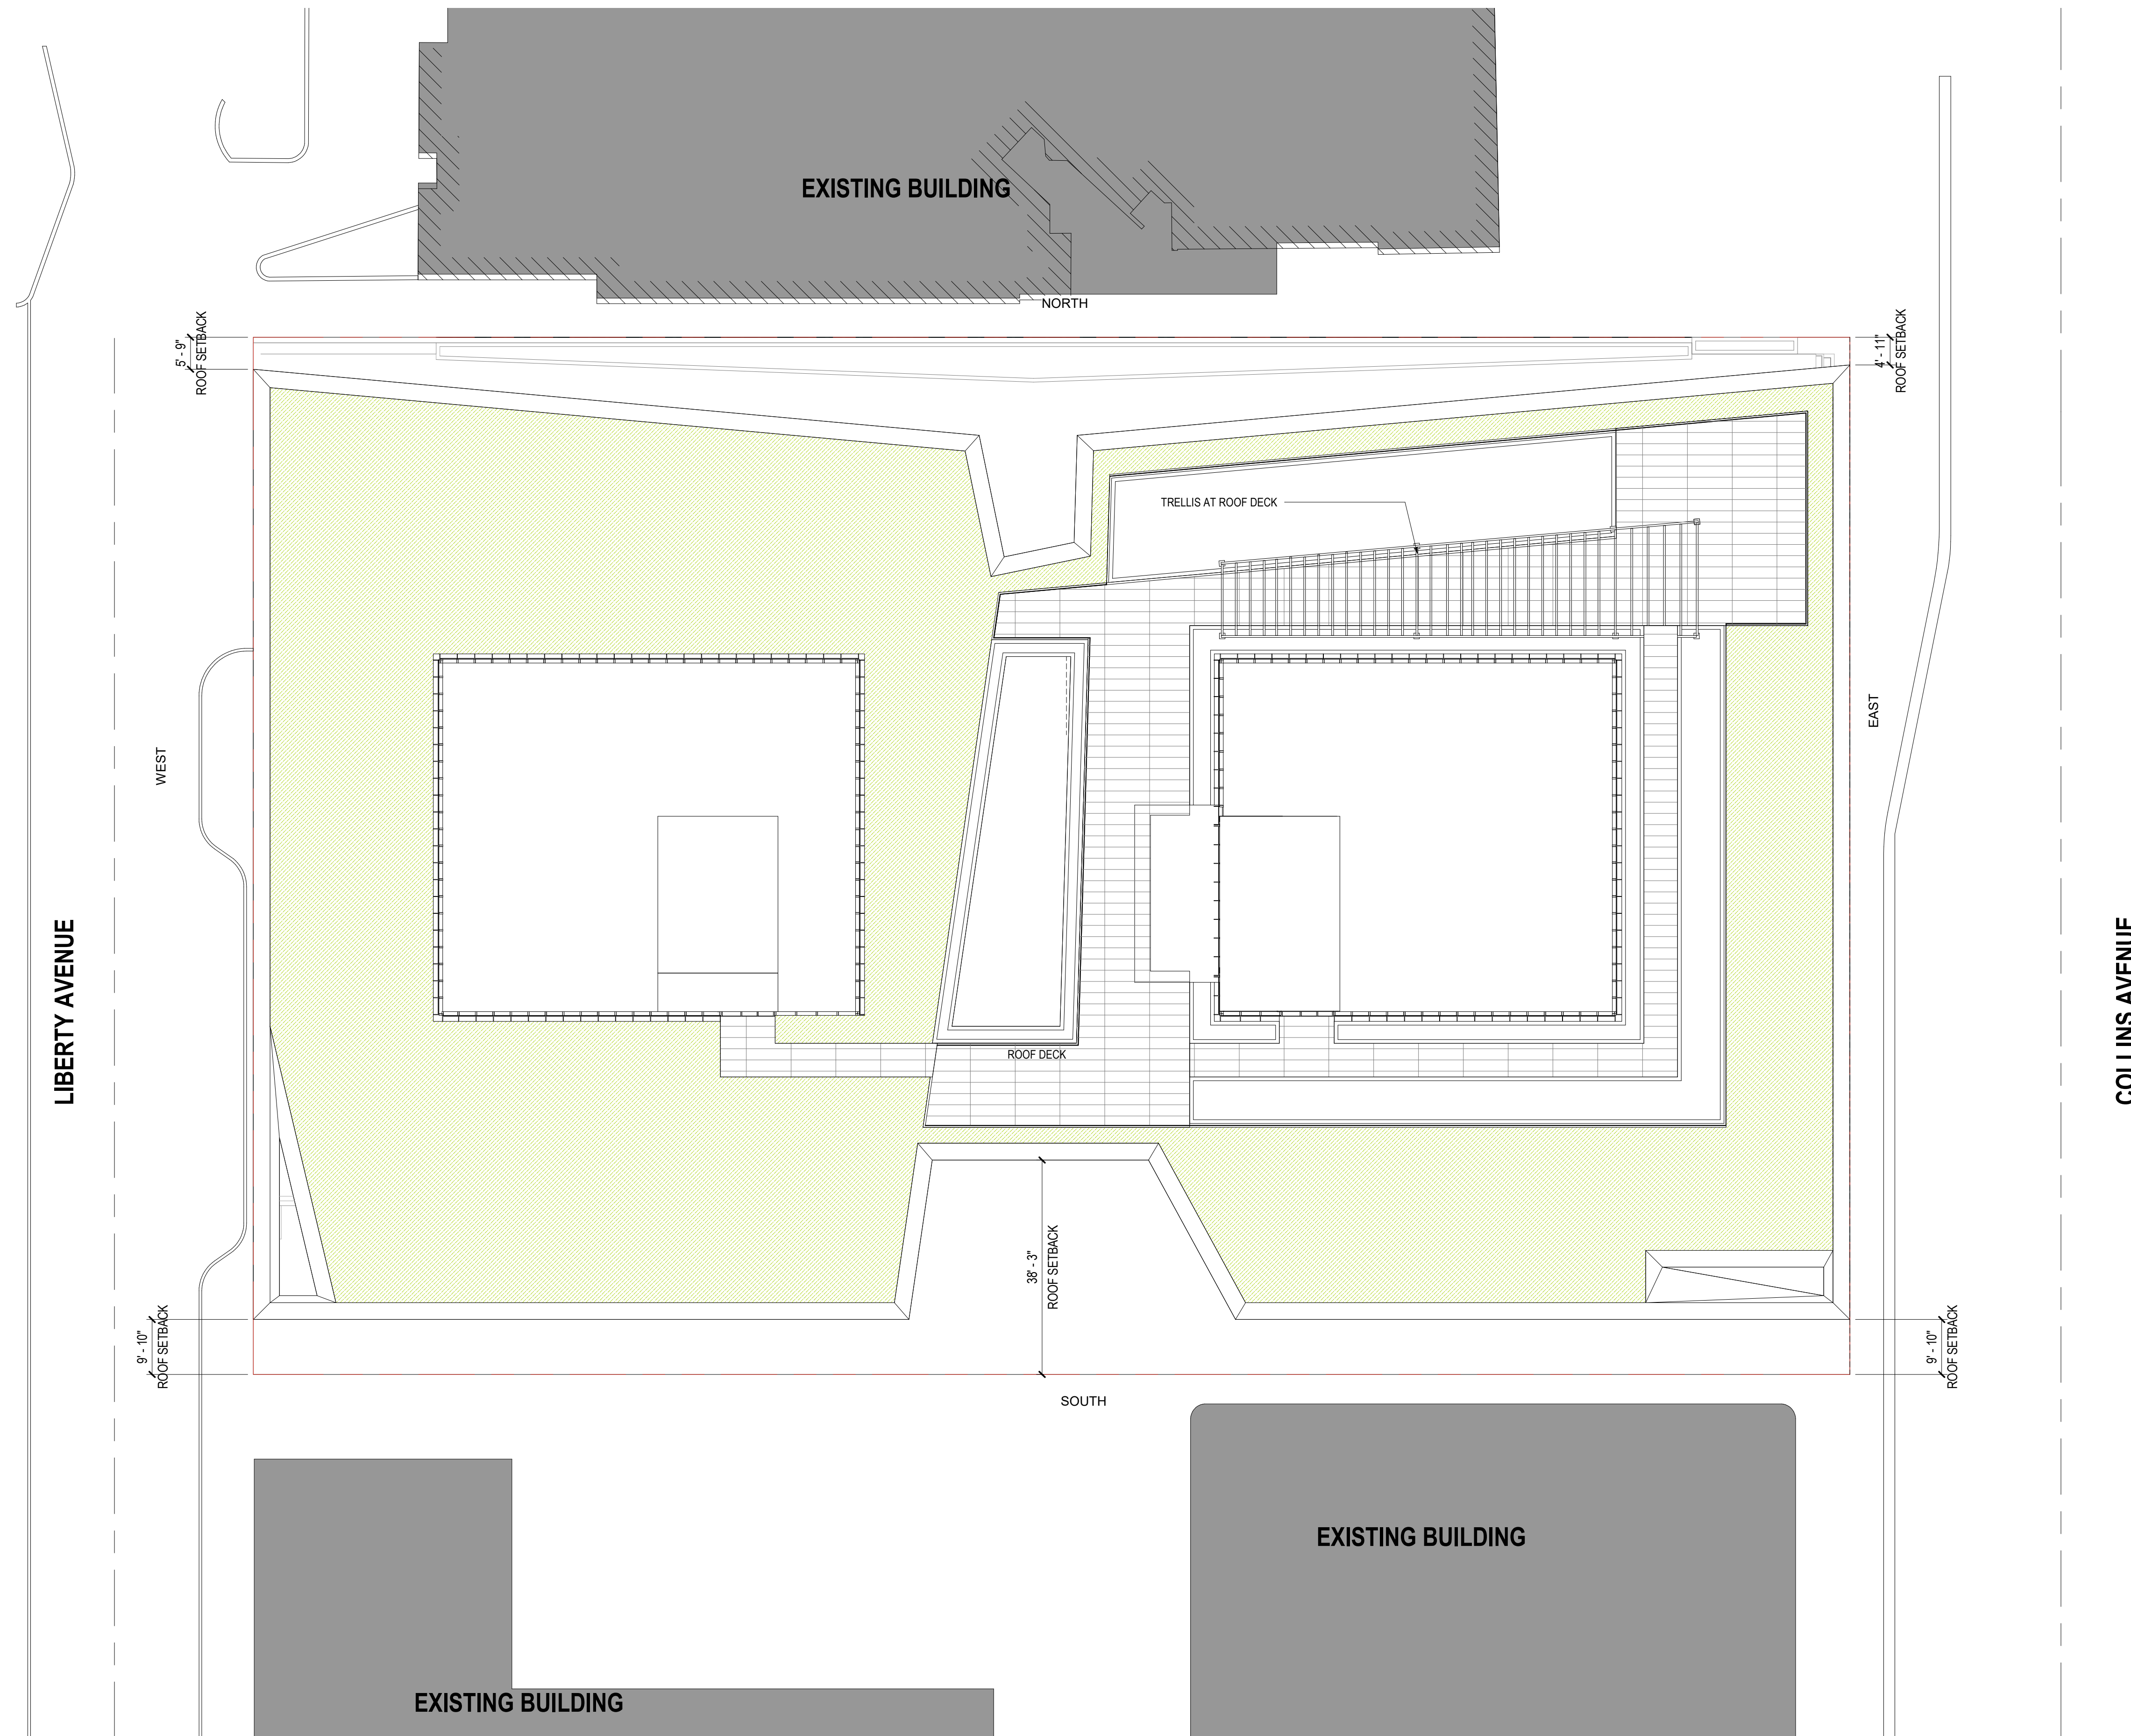 EXISTING BUILDING
NORTH
5' - 9"
ROOF SETBACK
4' - 11"
ROOF SETBACK
TRELLIS AT ROOF DECK
WEST
EAST
LIBERTY AVENUE
COLLINS AVENUE
ROOF DECK
38' - 3"
ROOF SETBACK
9' - 10"
ROOF SETBACK
9' - 10"
ROOF SETBACK
SOUTH
EXISTING BUILDING
EXISTING BUILDING